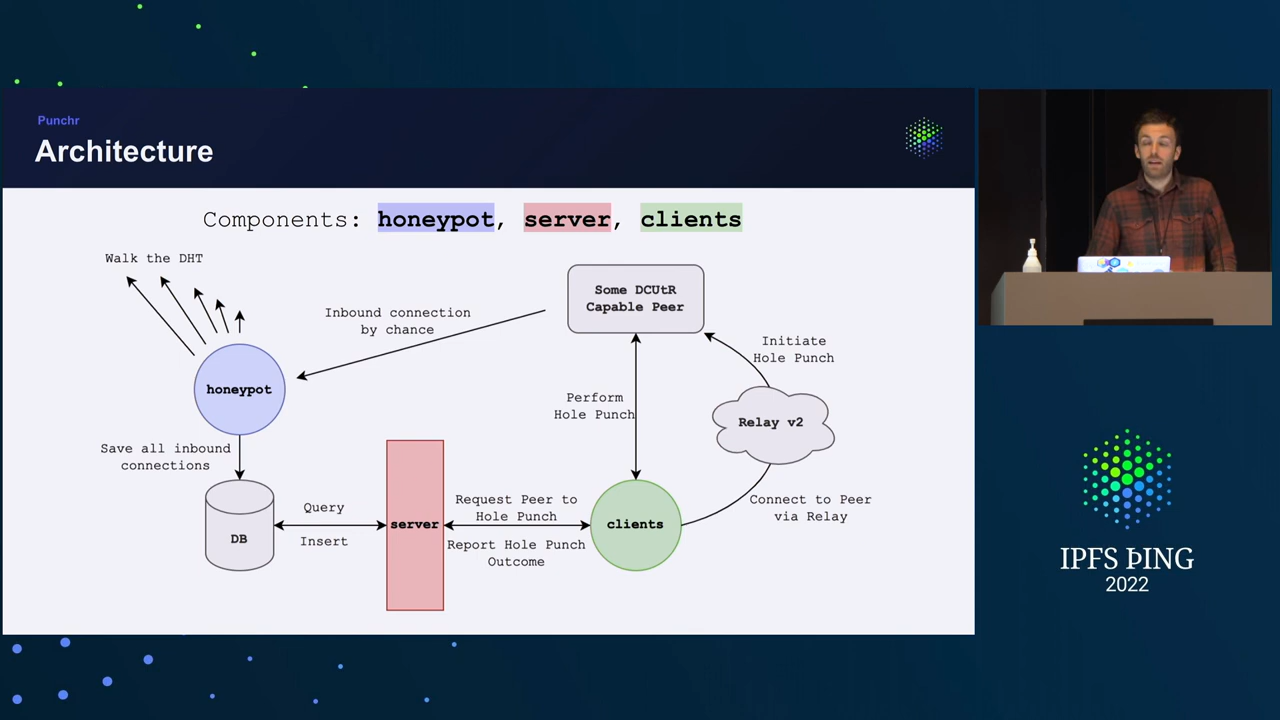 Punchr
Architecture
Components: honeypot, server, clients
Walk the DHT
Inbound connection
by chance
Some DCUtR
Capable Peer
Initiate
Hole Punch
honeypot
Perform
Hole Punch
Relay v2
Save all inbound
connections
DB
Query
Insert
server
Request Peer to
Hole Punch
Report Hole Punch
Outcome
clients
Connect to Peer
via Relay
IPFS ÞING
2022